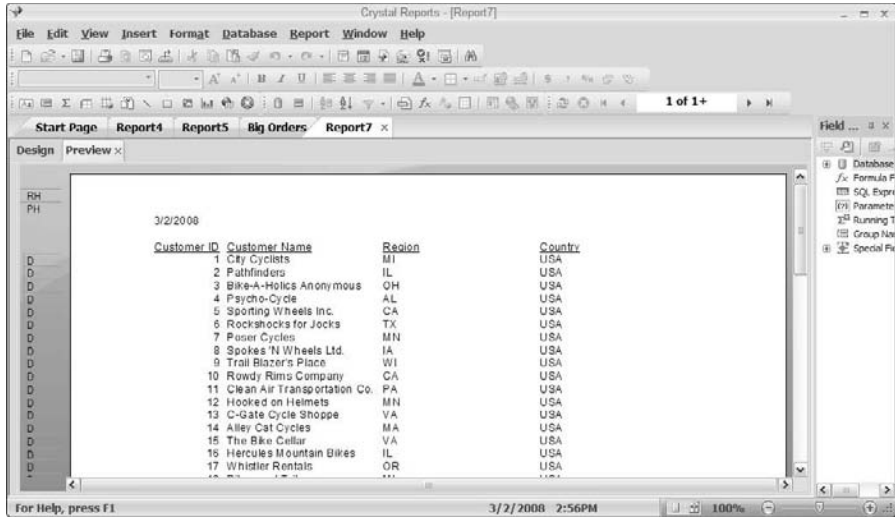 Crystal Reports - [Report7]
File Edit View Insert Format Database Report Window Help
1 of 1+
Start Page Report4 Report5 Big Orders Report7 ×
Field ...
Design Preview ×
Database
Formula F
SQL Expre
Paramete
Running T
Group Na
Special Fie
RH
PH
3/2/2008
Customer ID Customer Name Region Country
D 1 City Cyclists MI USA
D 2 Pathfinders IL USA
D 3 Bike-A-Holics Anonymous OH USA
D 4 Psycho-Cycle AL USA
D 5 Sporting Wheels Inc. CA USA
D 6 Rockshocks for Jocks TX USA
D 7 Poser Cycles MN USA
D 8 Spokes 'N Wheels Ltd. IA USA
D 9 Trail Blazer's Place WI USA
D 10 Rowdy Rims Company CA USA
D 11 Clean Air Transportation Co. PA USA
D 12 Hooked on Helmets MN USA
D 13 C-Gate Cycle Shoppe VA USA
D 14 Alley Cat Cycles MA USA
D 15 The Bike Cellar VA USA
D 16 Hercules Mountain Bikes IL USA
D 17 Whistler Rentals OR USA
For Help, press F1
3/2/2008 2:56PM
100%